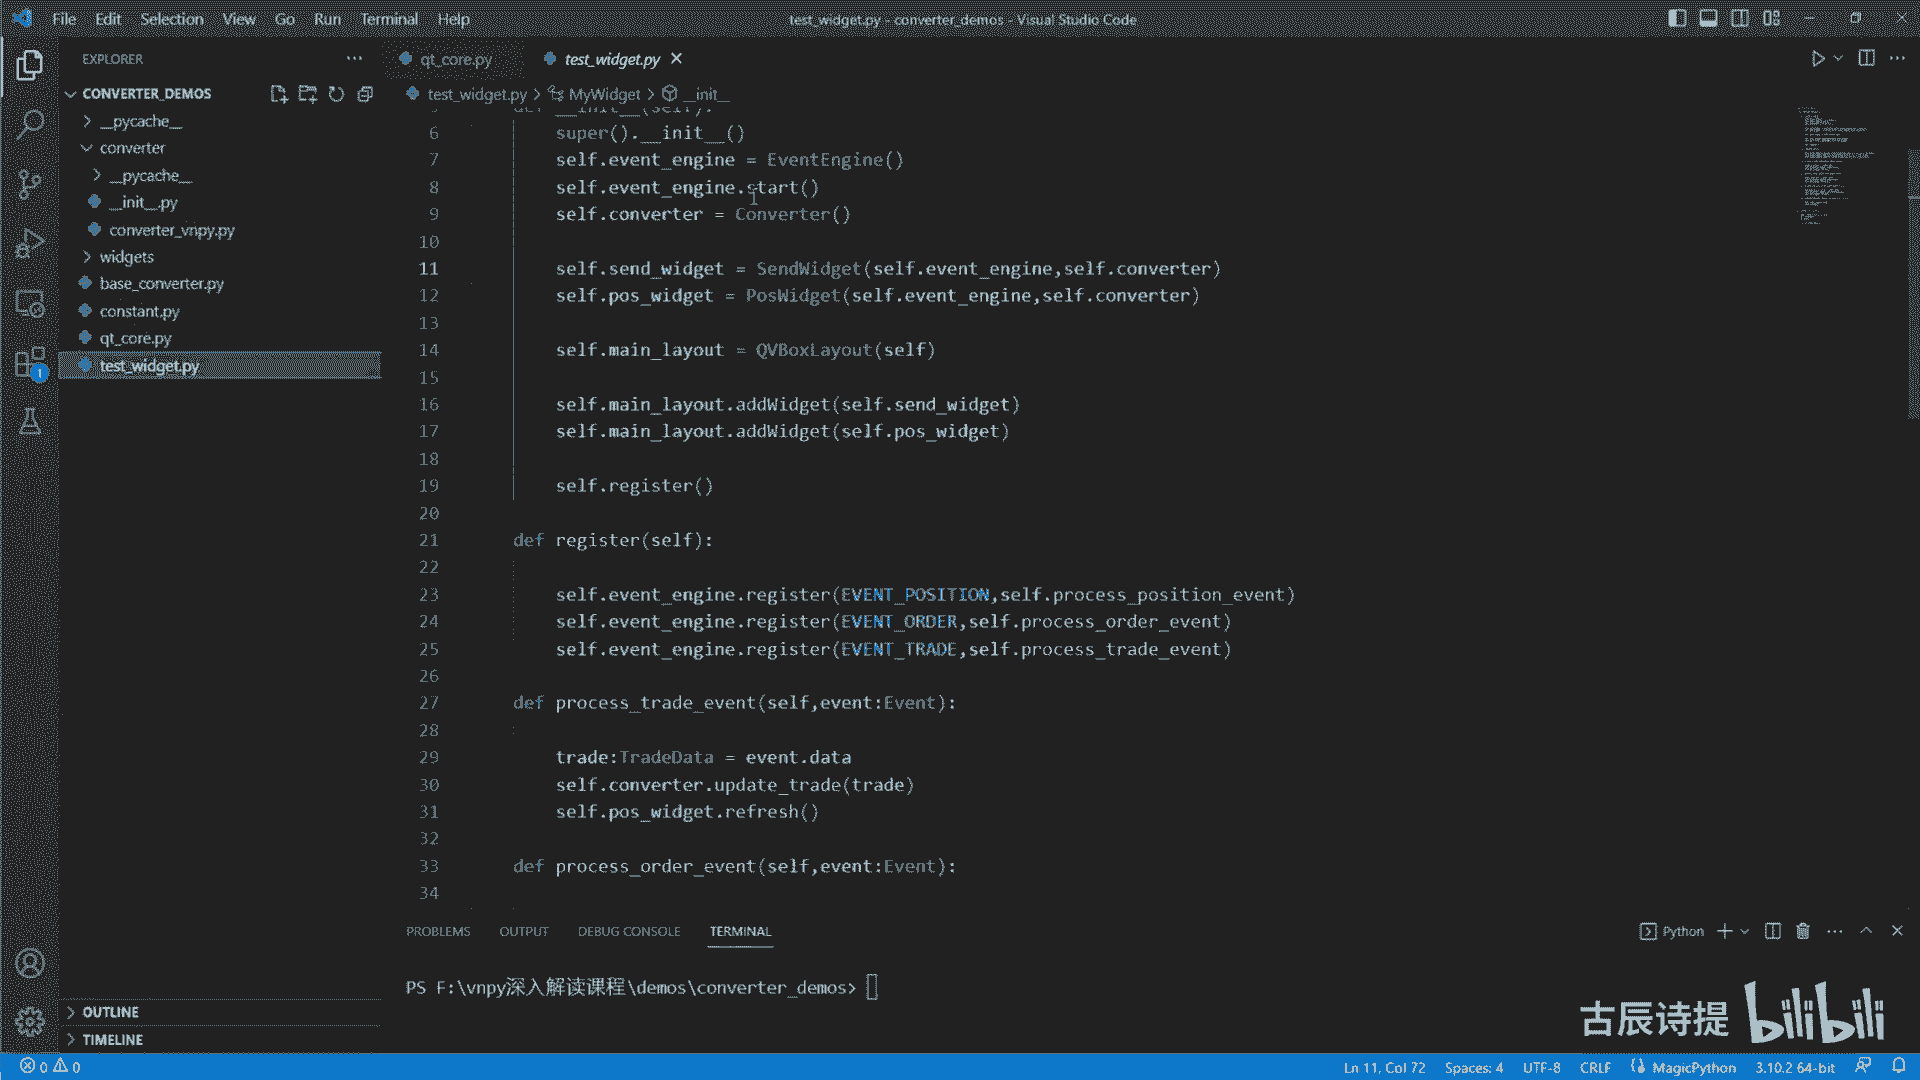 File Edit Selection View Go Run Terminal Help
test_widget.py - converter_demos - Visual Studio Code
EXPLORER
CONVERTER_DEMOS
__pycache__
converter
__pycache__
__init__.py
converter_vnpy.py
widgets
base_converter.py
constant.py
qt_core.py
test_widget.py
OUTLINE
TIMELINE
qt_core.py
test_widget.py
test_widget.py > MyWidget > __init__
def __init__(self):
6 super().__init__()
7 self.event_engine = EventEngine()
8 self.event_engine.start()
9 self.converter = Converter()
10
11 self.send_widget = SendWidget(self.event_engine,self.converter)
12 self.pos_widget = PosWidget(self.event_engine,self.converter)
13
14 self.main_layout = QVBoxLayout(self)
15
16 self.main_layout.addWidget(self.send_widget)
17 self.main_layout.addWidget(self.pos_widget)
18
19 self.register()
20
21 def register(self):
22
23 self.event_engine.register(EVENT_POSITION,self.process_position_event)
24 self.event_engine.register(EVENT_ORDER,self.process_order_event)
25 self.event_engine.register(EVENT_TRADE,self.process_trade_event)
26
27 def process_trade_event(self,event:Event):
28
29 trade:TradeData = event.data
30 self.converter.update_trade(trade)
31 self.pos_widget.refresh()
32
33 def process_order_event(self,event:Event):
34
PROBLEMS OUTPUT DEBUG CONSOLE TERMINAL
Python
PS F:\vnpy深入解读课程\demos\converter_demos>
古辰诗提 bilibili
1
0 0
Ln 11, Col 72 Spaces: 4 UTF-8 CRLF MagicPython 3.10.2 64-bit